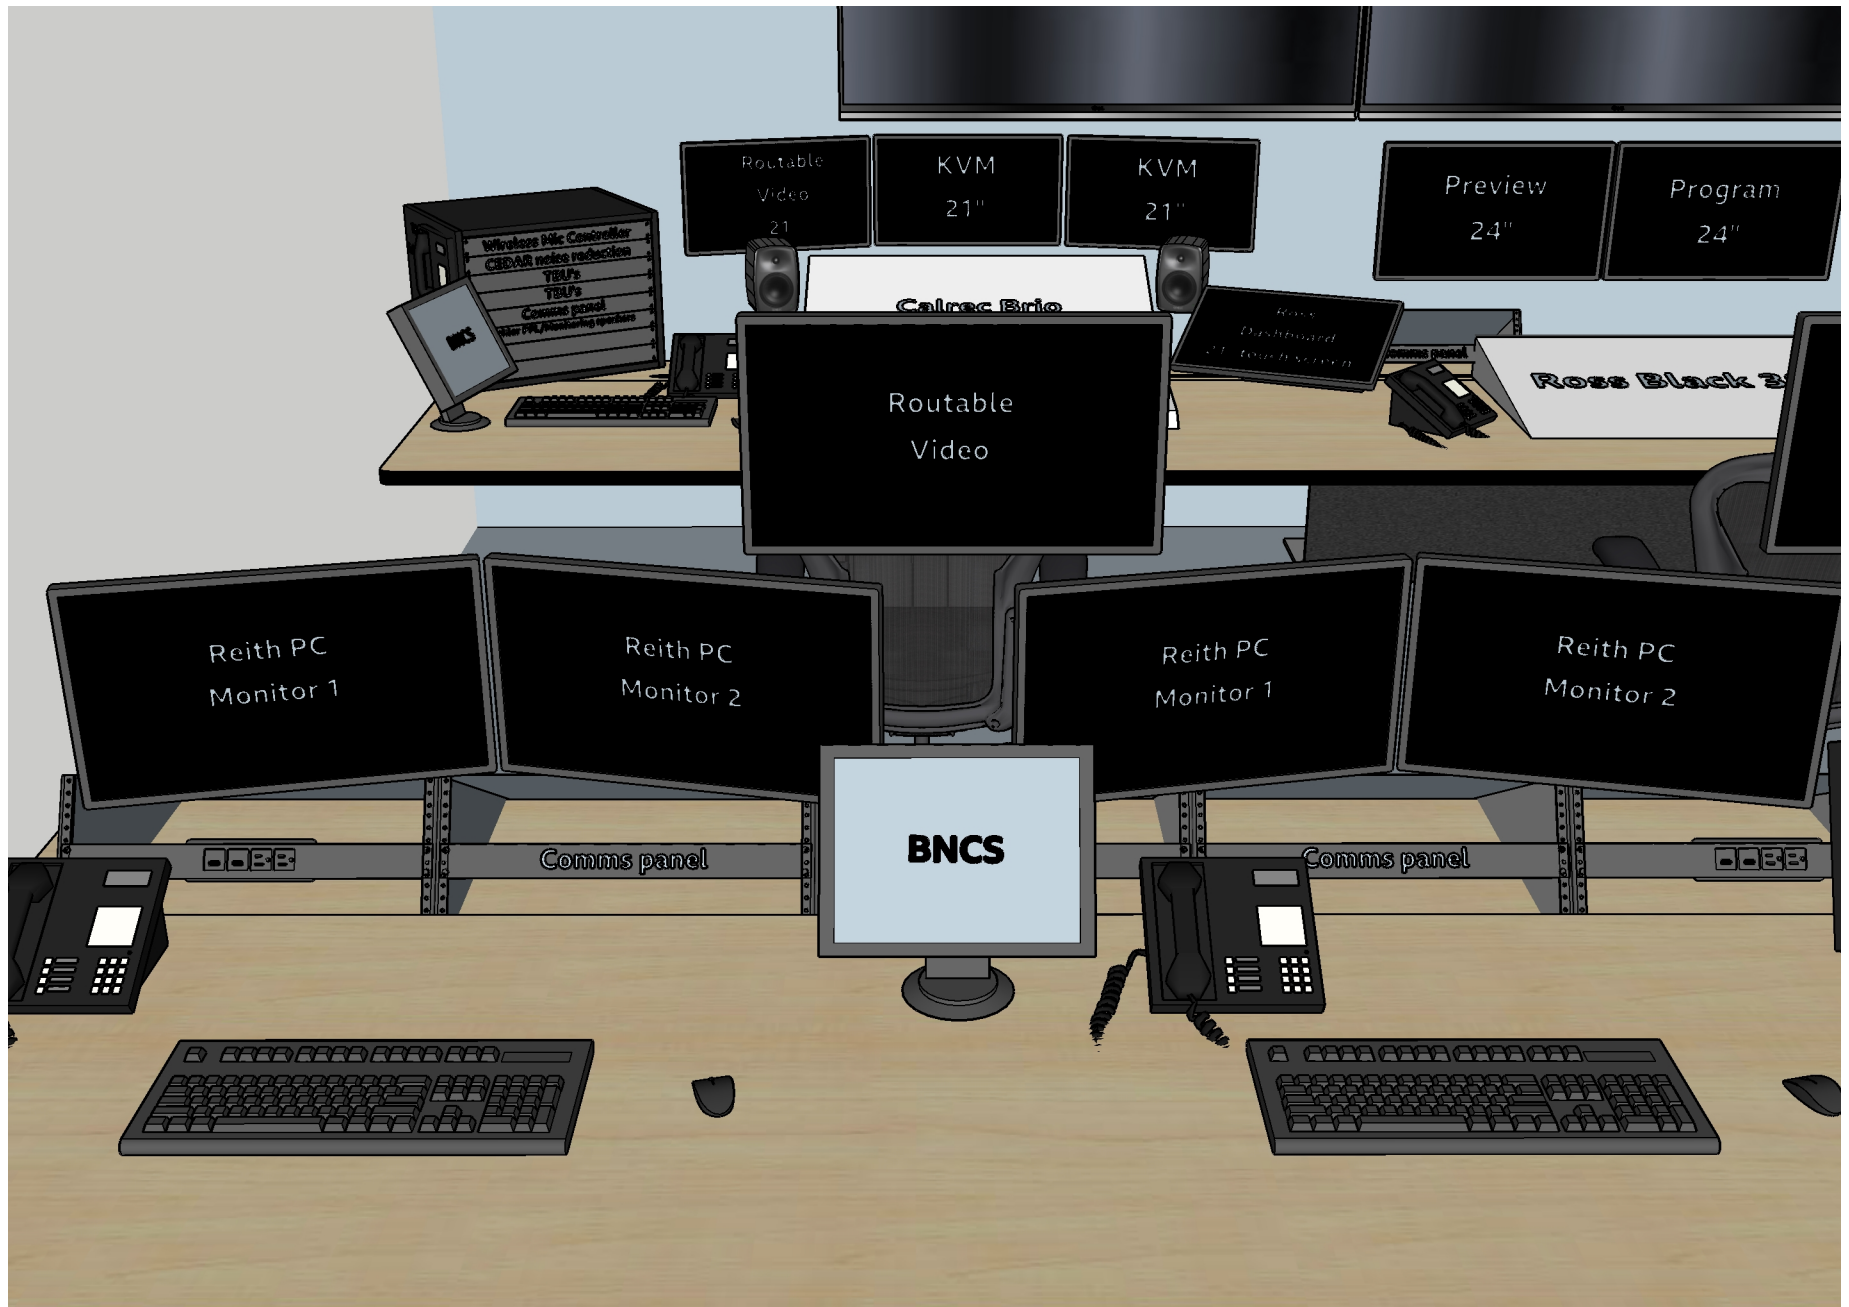 Routable
Video
21
KVM
21"
KVM
21"
Preview
24"
Program
24"
Wireless Mic Controller
CEDAR noise reduction
TBU's
TBU's
Comms panel
BNCS
Calrec Brio
Ross
Dashboard
21" touch screen
Comms panel
Ross Black
Routable
Video
Reith PC
Monitor 1
Reith PC
Monitor 2
Reith PC
Monitor 1
Reith PC
Monitor 2
Comms panel
BNCS
Comms panel